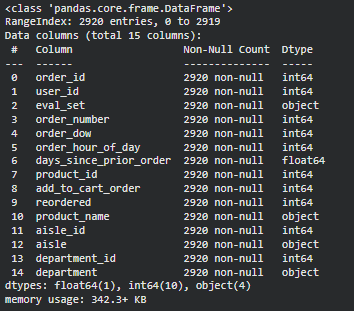 <class 'pandas.core.frame.DataFrame'>
RangeIndex: 2920 entries, 0 to 2919
Data columns (total 15 columns):
 #   Column                  Non-Null Count  Dtype
---  ------                  --------------  -----
 0   order_id                2920 non-null   int64
 1   user_id                 2920 non-null   int64
 2   eval_set                2920 non-null   object
 3   order_number            2920 non-null   int64
 4   order_dow               2920 non-null   int64
 5   order_hour_of_day       2920 non-null   int64
 6   days_since_prior_order  2920 non-null   float64
 7   product_id              2920 non-null   int64
 8   add_to_cart_order       2920 non-null   int64
 9   reordered               2920 non-null   int64
 10  product_name            2920 non-null   object
 11  aisle_id                2920 non-null   int64
 12  aisle                   2920 non-null   object
 13  department_id           2920 non-null   int64
 14  department              2920 non-null   object
dtypes: float64(1), int64(10), object(4)
memory usage: 342.3+ KB